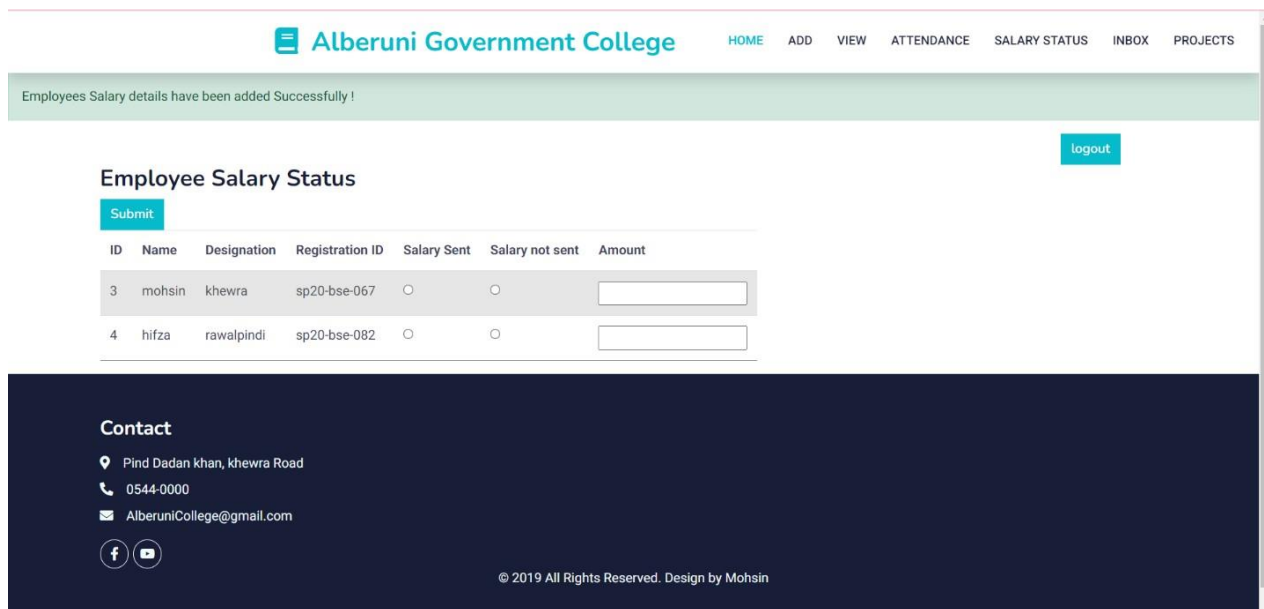 Alberuni Government College
HOME ADD VIEW ATTENDANCE SALARY STATUS INBOX PROJECTS
Employees Salary details have been added Successfully !
logout
Employee Salary Status
Submit
ID Name Designation Registration ID Salary Sent Salary not sent Amount
3 mohsin khewra sp20-bse-067
4 hifza rawalpindi sp20-bse-082
Contact
Pind Dadan khan, khewra Road
0544-0000
AlberuniCollege@gmail.com
© 2019 All Rights Reserved. Design by Mohsin